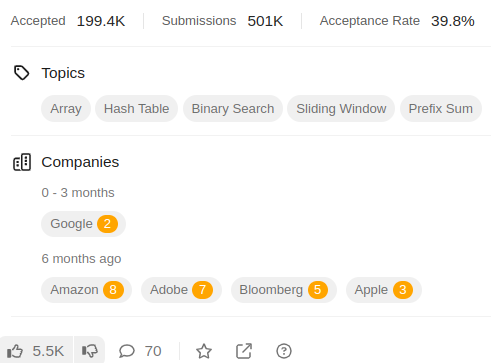 Accepted 199.4K Submissions 501K Acceptance Rate 39.8%
Topics
Array Hash Table Binary Search Sliding Window Prefix Sum
Companies
0 - 3 months
Google 2
6 months ago
Amazon 8 Adobe 7 Bloomberg 5 Apple 3
5.5K 70